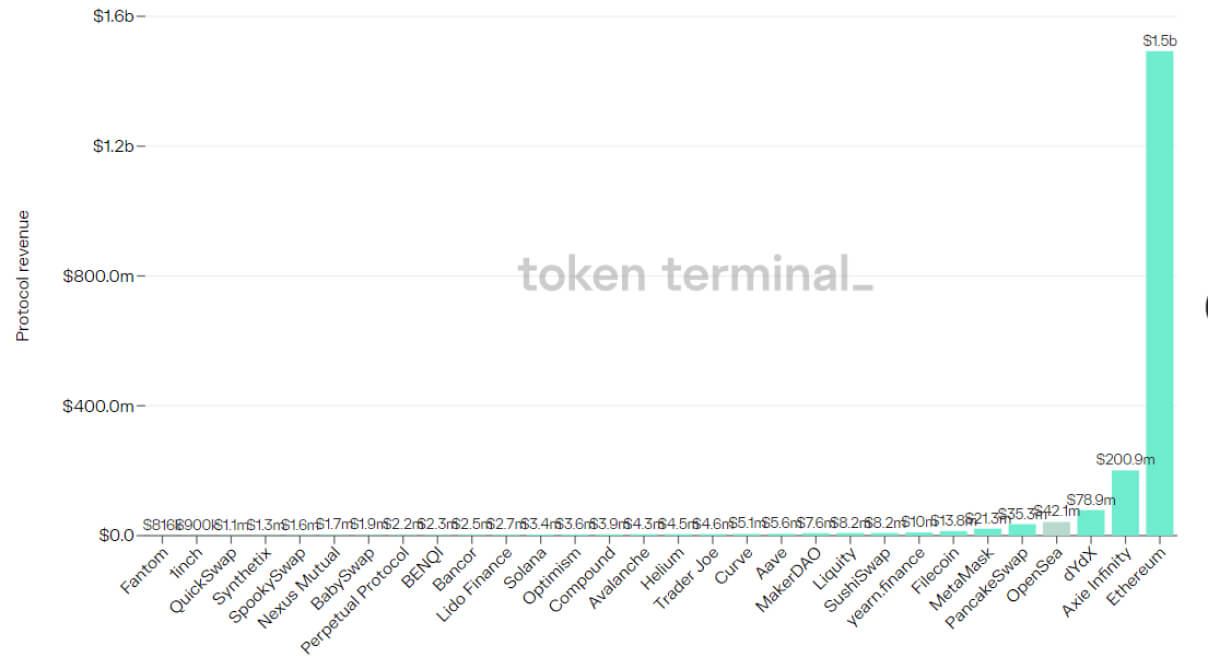 $1.6b
$1.2b
$800.0m
$400.0m
$0.0
Protocol revenue
token terminal_
$816k $900k $1.1m $1.3m $1.6m $1.7m $1.9m $2.2m $2.3m $2.5m $2.7m $3.4m $3.6m $3.9m $4.3m $4.5m $4.6m $5.1m $5.6m $7.6m $8.2m $8.2m $10m $13.8m $21.3m $35.3m $42.1m $78.9m $200.9m $1.5b
Fantom
1inch
QuickSwap
Synthetix
SpookySwap
Nexus Mutual
BabySwap
Perpetual Protocol
BENQI
Bancor
Lido Finance
Solana
Optimism
Compound
Avalanche
Helium
Trader Joe
Curve
Aave
MakerDAO
Liquity
SushiSwap
yearn.finance
Filecoin
MetaMask
PancakeSwap
OpenSea
dYdX
Axie Infinity
Ethereum